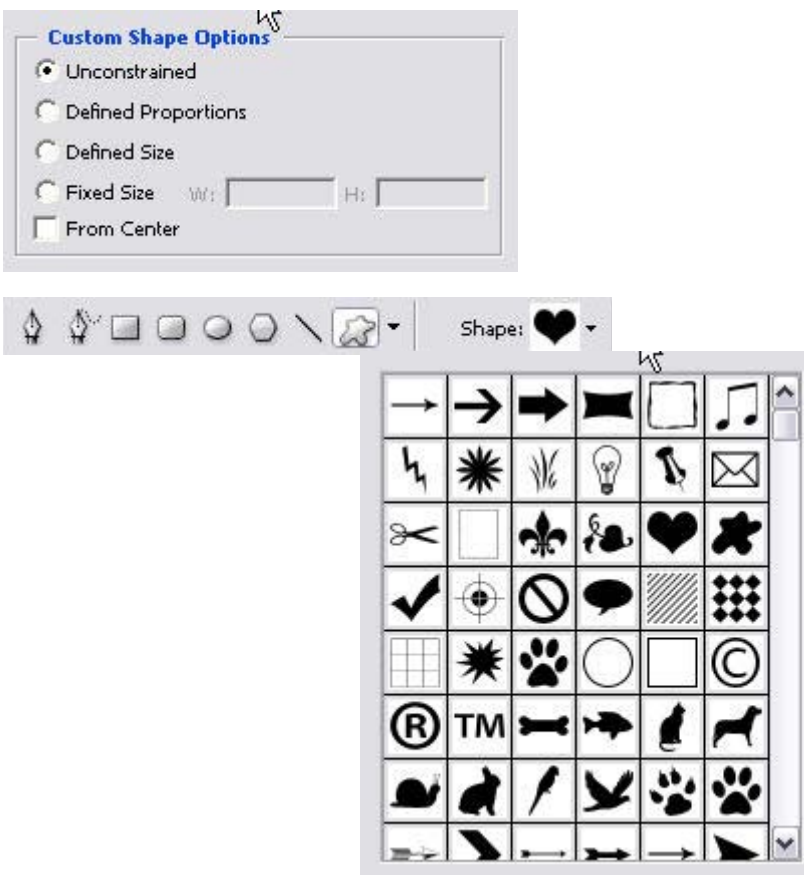 Custom Shape Options
Unconstrained
Defined Proportions
Defined Size
Fixed Size W: H:
From Center
Shape:
©
® TM